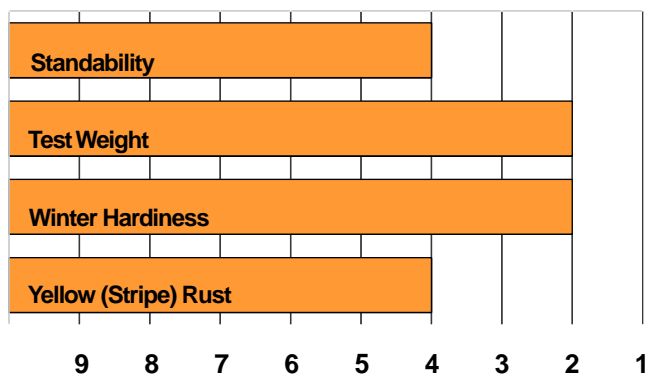 Standability
Test Weight
Winter Hardiness
Yellow (Stripe) Rust
9 8 7 6 5 4 3 2 1